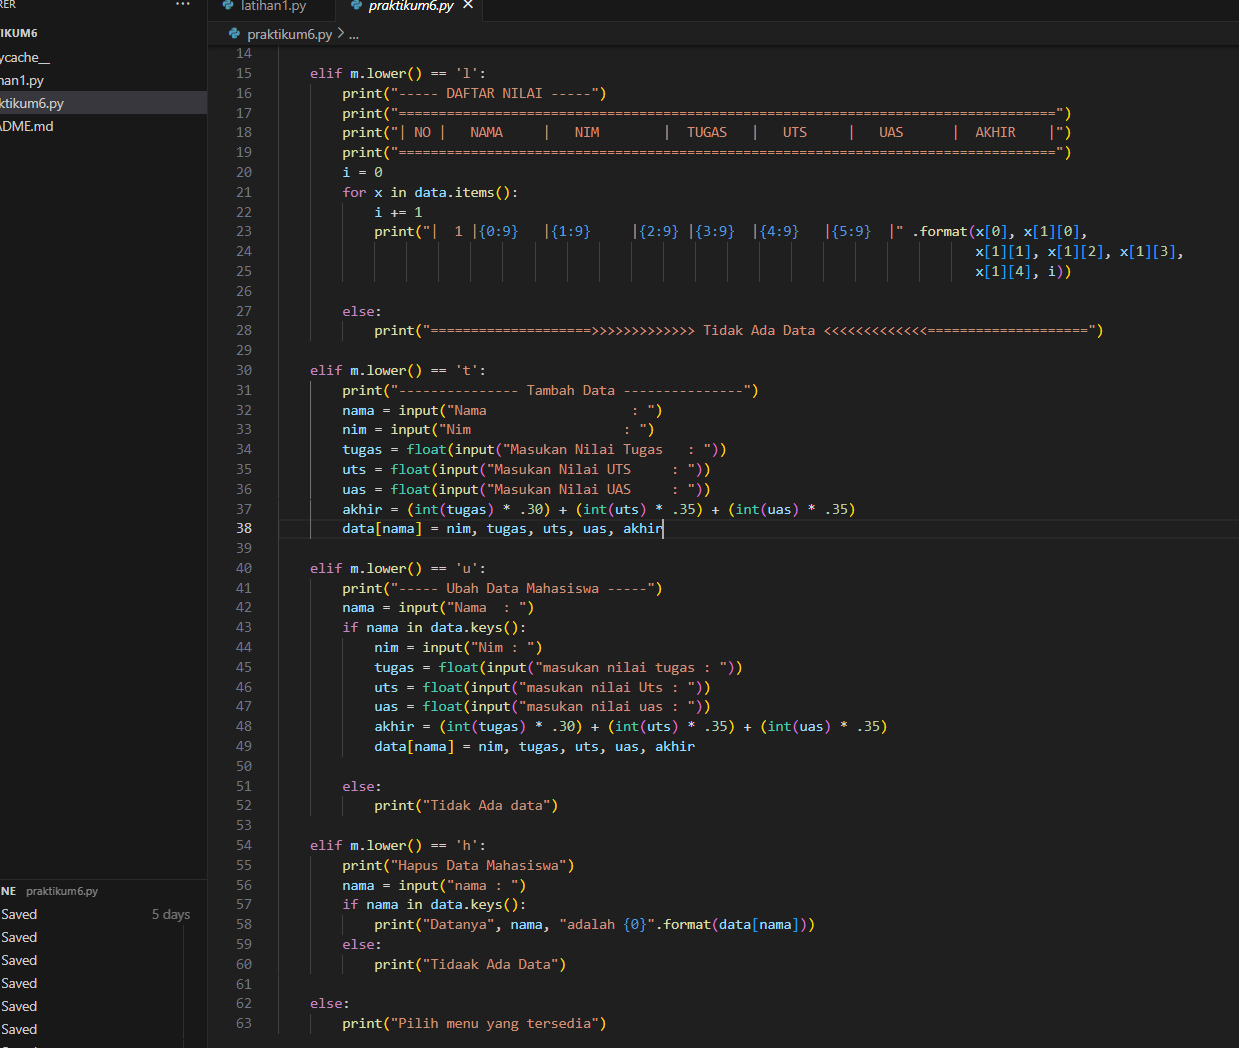 RER ... latihan1.py praktikum6.py ×
TIKUM6 praktikum6.py > ...
ycache__
han1.py
ktikum6.py
ADME.md
14
15 elif m.lower() == 'l':
16 print("----- DAFTAR NILAI -----")
17 print("==================================================================================")
18 print("| NO |   NAMA     |   NIM        |  TUGAS   |   UTS     |   UAS      |  AKHIR    |")
19 print("==================================================================================")
20 i = 0
21 for x in data.items():
22 i += 1
23 print("|  1 |{0:9}   |{1:9}     |{2:9} |{3:9}  |{4:9}   |{5:9}  |" .format(x[0], x[1][0],
24 x[1][1], x[1][2], x[1][3],
25 x[1][4], i))
26
27 else:
28 print("====================>>>>>>>>>>>>> Tidak Ada Data <<<<<<<<<<<<<====================")
29
30 elif m.lower() == 't':
31 print("--------------- Tambah Data ---------------")
32 nama = input("Nama                  : ")
33 nim = input("Nim                   : ")
34 tugas = float(input("Masukan Nilai Tugas   : "))
35 uts = float(input("Masukan Nilai UTS     : "))
36 uas = float(input("Masukan Nilai UAS     : "))
37 akhir = (int(tugas) * .30) + (int(uts) * .35) + (int(uas) * .35)
38 data[nama] = nim, tugas, uts, uas, akhir
39
40 elif m.lower() == 'u':
41 print("----- Ubah Data Mahasiswa -----")
42 nama = input("Nama  : ")
43 if nama in data.keys():
44 nim = input("Nim : ")
45 tugas = float(input("masukan nilai tugas : "))
46 uts = float(input("masukan nilai Uts : "))
47 uas = float(input("masukan nilai uas : "))
48 akhir = (int(tugas) * .30) + (int(uts) * .35) + (int(uas) * .35)
49 data[nama] = nim, tugas, uts, uas, akhir
50
51 else:
52 print("Tidak Ada data")
53
54 elif m.lower() == 'h':
55 print("Hapus Data Mahasiswa")
56 nama = input("nama : ")
57 if nama in data.keys():
58 print("Datanya", nama, "adalah {0}".format(data[nama]))
59 else:
60 print("Tidaak Ada Data")
61
62 else:
63 print("Pilih menu yang tersedia")
NE praktikum6.py
Saved 5 days
Saved
Saved
Saved
Saved
Saved